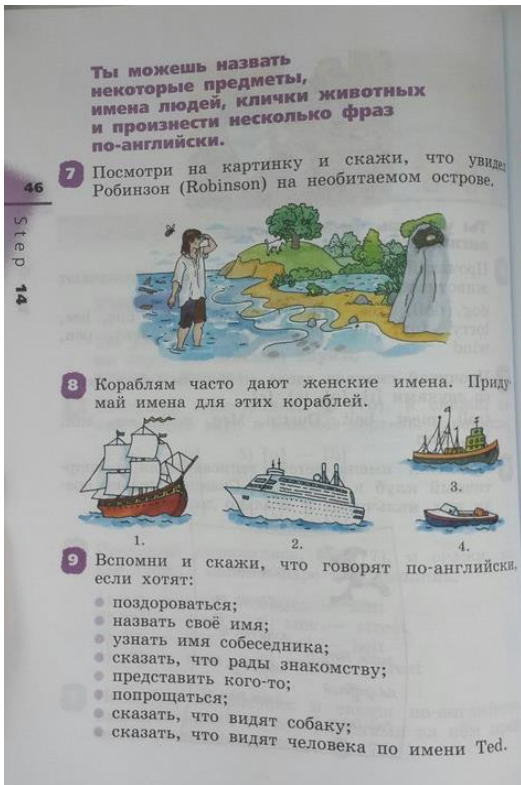 Ты можешь назвать
некоторые предметы,
имена людей, клички животных
и произнести несколько фраз
по-английски.
46
Step 14
7 Посмотри на картинку и скажи, что увидел
Робинзон (Robinson) на необитаемом острове.
8 Кораблям часто дают женские имена. Приду-
май имена для этих кораблей.
3.
1.
2.
4.
9 Вспомни и скажи, что говорят по-английски,
если хотят:
поздороваться;
назвать своё имя;
узнать имя собеседника;
сказать, что рады знакомству;
представить кого-то;
попрощаться;
сказать, что видят собаку;
сказать, что видят человека по имени Ted.